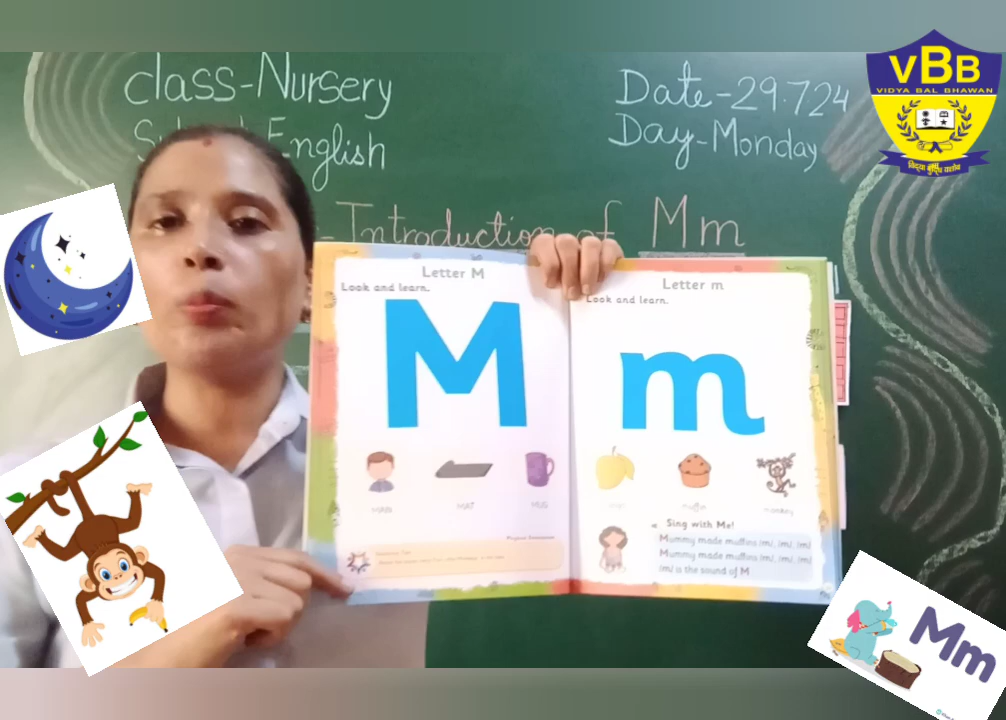 class-Nursery
Date-29.724
VBB
VIDYA BAL BHAWAN
English
Day-Monday
Introduction of Mm
Letter M
Look and learn.
M
MAN
MAT
MUG
Letter m
Look and learn.
m
muffin
monkey
Sing with Me!
Mummy made muffins /m/, /m/, /m/
Mummy made muffins /m/, /m/, /m/
/m/ is the sound of M
Mm